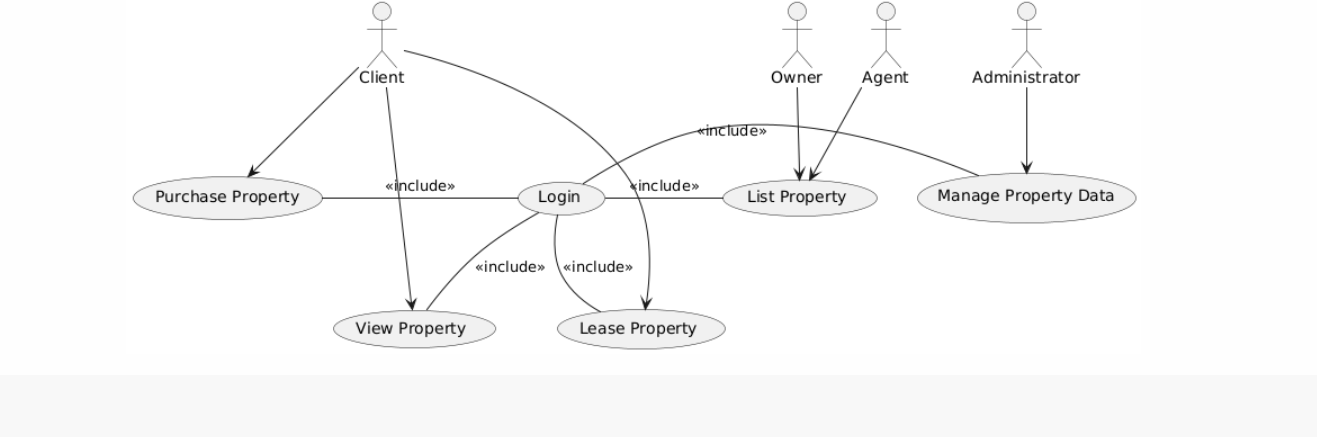 Client
Owner
Agent
Administrator
«include»
«include»
«include»
Purchase Property
Login
List Property
Manage Property Data
«include»
«include»
View Property
Lease Property